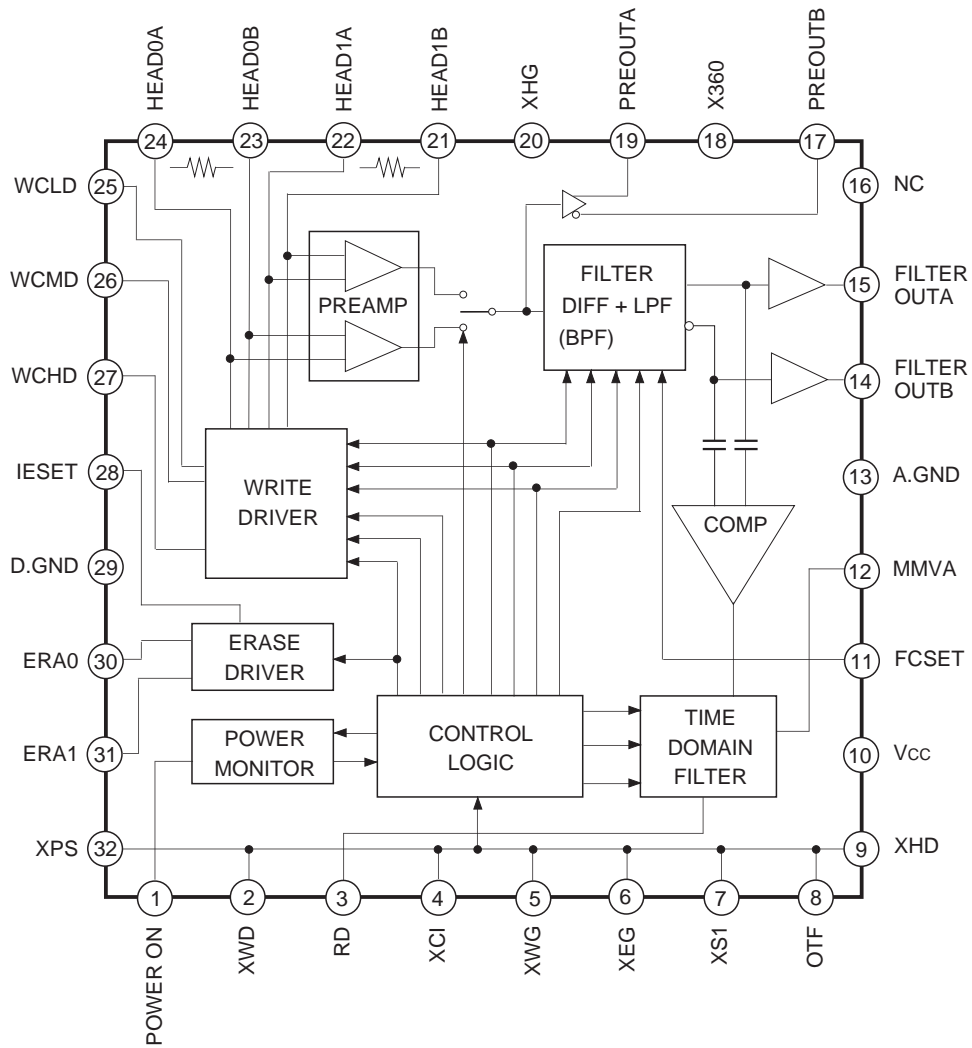 HEAD0A
HEAD0B
HEAD1A
HEAD1B
XHG
PREOUTA
X360
PREOUTB
24
23
22
21
20
19
18
17
WCLD
25
16
NC
WCMD
26
PREAMP
FILTER
DIFF + LPF
(BPF)
15
FILTER
OUTA
WCHD
27
14
FILTER
OUTB
IESET
28
WRITE
DRIVER
COMP
13
A.GND
D.GND
29
12
MMVA
ERA0
30
ERASE
DRIVER
11
FCSET
ERA1
31
POWER
MONITOR
CONTROL
LOGIC
TIME
DOMAIN
FILTER
10
VCC
XPS
32
9
XHD
1
2
3
4
5
6
7
8
POWER ON
XWD
RD
XCI
XWG
XEG
XS1
OTF